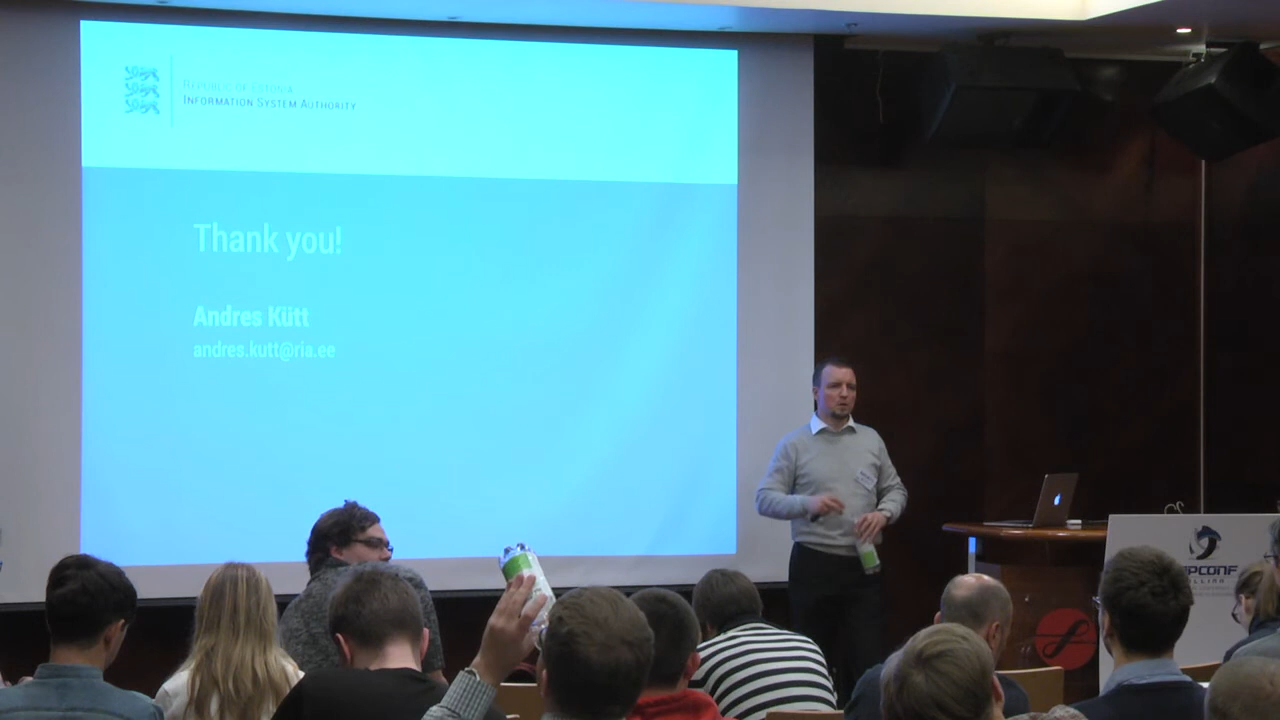 REPUBLIC OF ESTONIA
INFORMATION SYSTEM AUTHORITY
Thank you!
Andres Kütt
andres.kutt@ria.ee